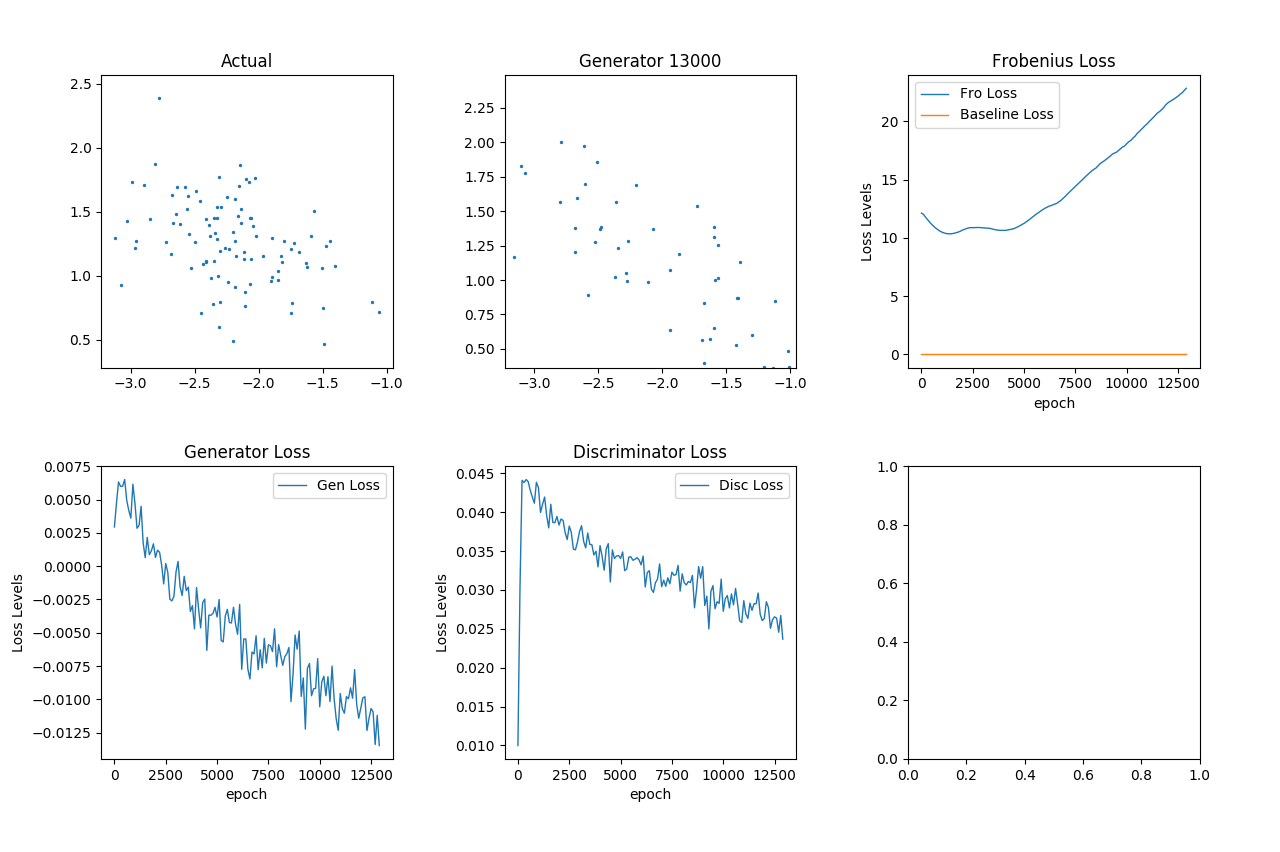 Actual
2.5
2.0
1.5
1.0
0.5
−3.0 −2.5 −2.0 −1.5 −1.0
Generator 13000
2.25
2.00
1.75
1.50
1.25
1.00
0.75
0.50
−3.0 −2.5 −2.0 −1.5 −1.0
Frobenius Loss
Fro Loss
Baseline Loss
Loss Levels
20
15
10
5
0
0 2500 5000 7500 10000 12500
epoch
Generator Loss
Gen Loss
Loss Levels
0.0075
0.0050
0.0025
0.0000
−0.0025
−0.0050
−0.0075
−0.0100
−0.0125
0 2500 5000 7500 10000 12500
epoch
Discriminator Loss
Disc Loss
Loss Levels
0.045
0.040
0.035
0.030
0.025
0.020
0.015
0.010
0 2500 5000 7500 10000 12500
epoch
1.0
0.8
0.6
0.4
0.2
0.0
0.0 0.2 0.4 0.6 0.8 1.0